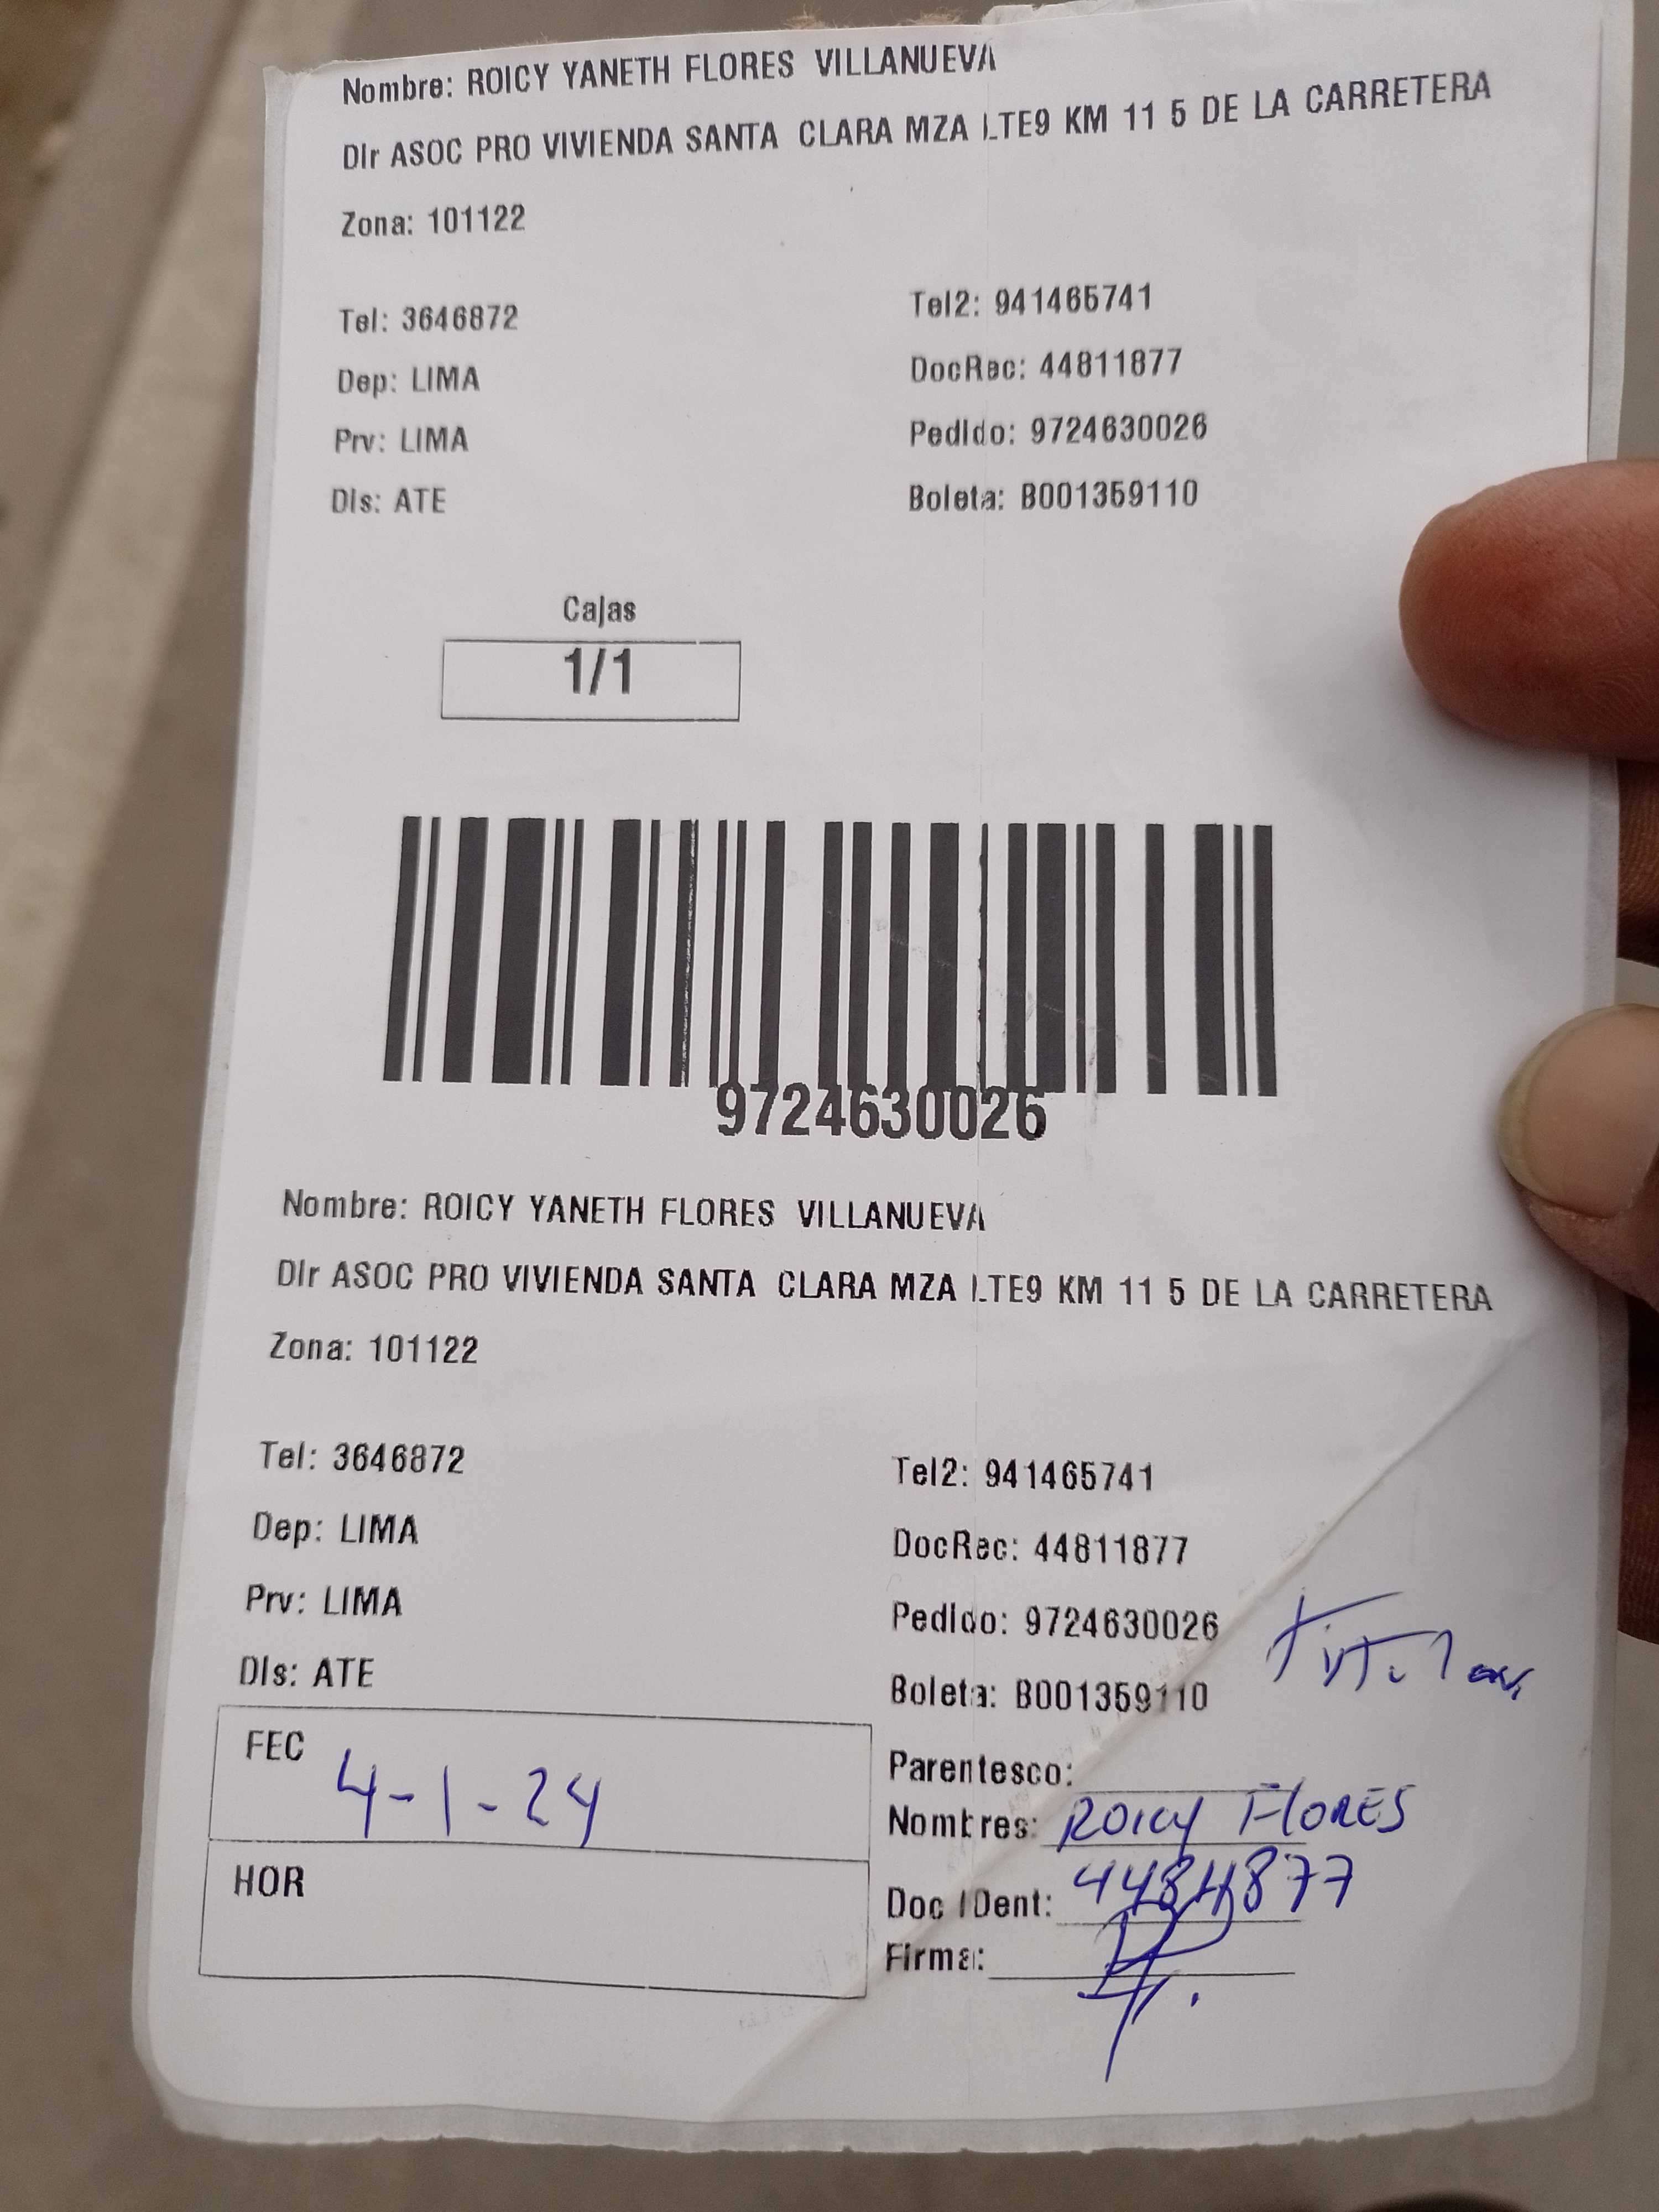 Nombre: ROICY YANETH FLORES VILLANUEVA
Dir ASOC PRO VIVIENDA SANTA CLARA MZA LTE9 KM 11 5 DE LA CARRETERA
Zona: 101122
Tel: 3646872 Tel2: 941465741
Dep: LIMA DocRec: 44811877
Prv: LIMA Pedido: 9724630026
Dis: ATE Boleta: B001359110
Cajas
1/1
9724630026
Nombre: ROICY YANETH FLORES VILLANUEVA
Dir ASOC PRO VIVIENDA SANTA CLARA MZA LTE9 KM 11 5 DE LA CARRETERA
Zona: 101122
Tel: 3646872 Tel2: 941465741
Dep: LIMA DocRec: 44811877
Prv: LIMA Pedido: 9724630026
Dis: ATE Boleta: B001359110
Titular
FEC 4-1-24 Parentesco:
Nombres: ROICY FLORES
HOR Doc IDent: 44811877
Firma: